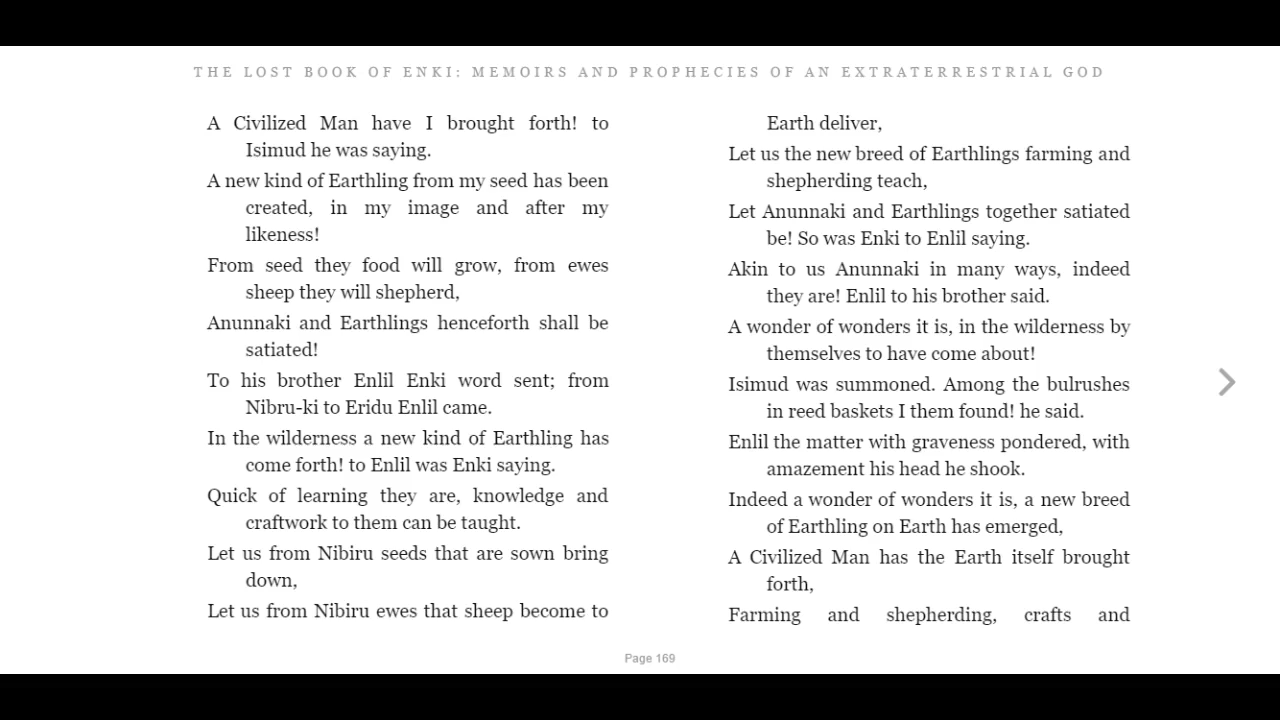 THE LOST BOOK OF ENKI: MEMOIRS AND PROPHECIES OF AN EXTRATERRESTRIAL GOD
A Civilized Man have I brought forth! to
Isimud he was saying.
A new kind of Earthling from my seed has been
created, in my image and after my
likeness!
From seed they food will grow, from ewes
sheep they will shepherd,
Anunnaki and Earthlings henceforth shall be
satiated!
To his brother Enlil Enki word sent; from
Nibru-ki to Eridu Enlil came.
In the wilderness a new kind of Earthling has
come forth! to Enlil was Enki saying.
Quick of learning they are, knowledge and
craftwork to them can be taught.
Let us from Nibiru seeds that are sown bring
down,
Let us from Nibiru ewes that sheep become to
Earth deliver,
Let us the new breed of Earthlings farming and
shepherding teach,
Let Anunnaki and Earthlings together satiated
be! So was Enki to Enlil saying.
Akin to us Anunnaki in many ways, indeed
they are! Enlil to his brother said.
A wonder of wonders it is, in the wilderness by
themselves to have come about!
Isimud was summoned. Among the bulrushes
in reed baskets I them found! he said.
Enlil the matter with graveness pondered, with
amazement his head he shook.
Indeed a wonder of wonders it is, a new breed
of Earthling on Earth has emerged,
A Civilized Man has the Earth itself brought
forth,
Farming and shepherding, crafts and
Page 169